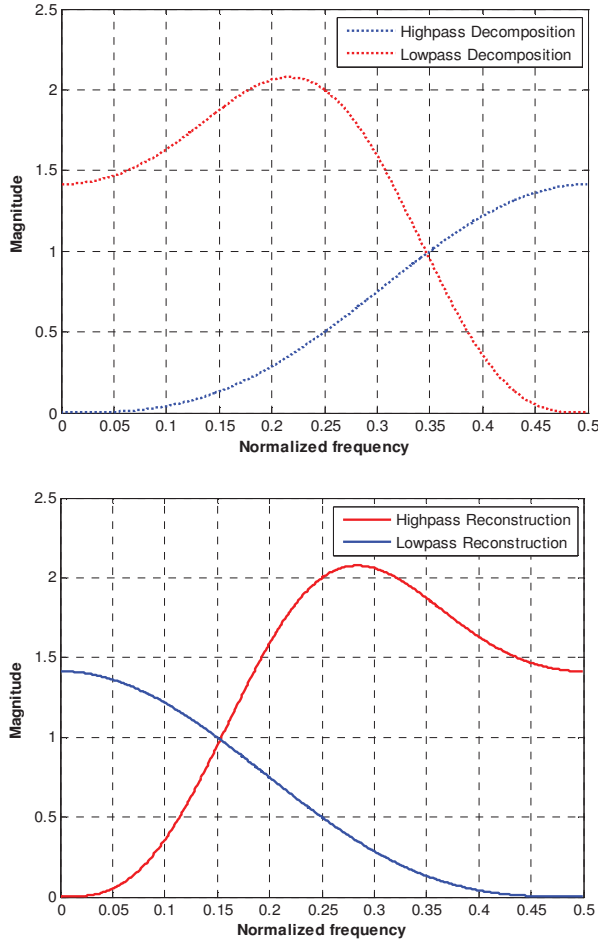 2.5
2
1.5
1
0.5
0
Magnitude
Highpass Decomposition
Lowpass Decomposition
0 0.05 0.1 0.15 0.2 0.25 0.3 0.35 0.4 0.45 0.5
Normalized frequency
2.5
2
1.5
1
0.5
0
Magnitude
Highpass Reconstruction
Lowpass Reconstruction
0 0.05 0.1 0.15 0.2 0.25 0.3 0.35 0.4 0.45 0.5
Normalized frequency